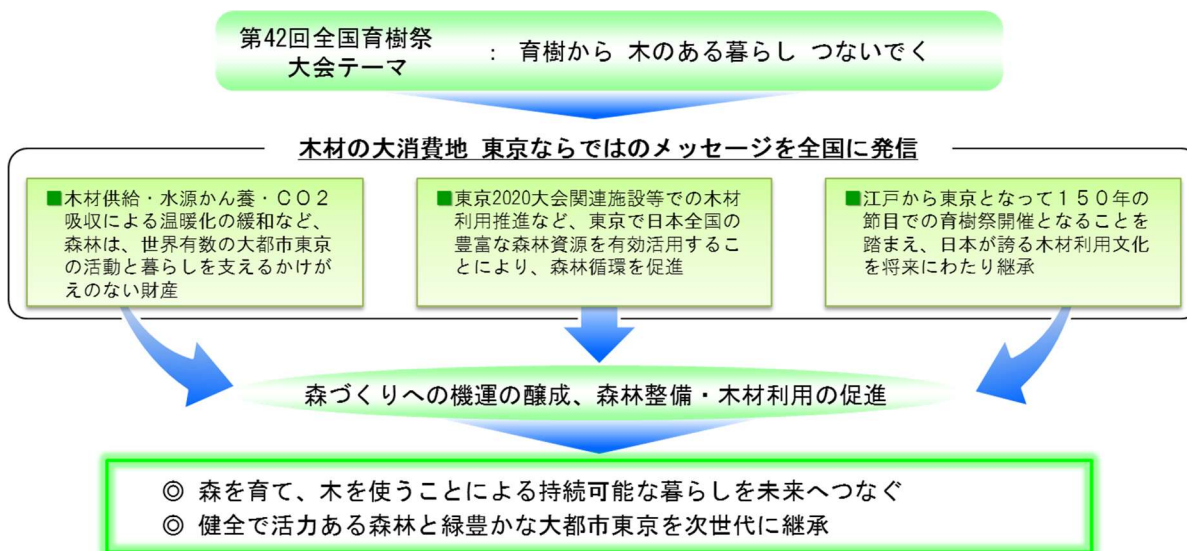 第42回全国育樹祭
大会テーマ : 育樹から 木のある暮らし つないでく
木材の大消費地 東京ならではのメッセージを全国に発信
■木材供給・水源かん養・CO2
吸収による温暖化の緩和など、
森林は、世界有数の大都市東京
の活動と暮らしを支えるかけが
えのない財産
■東京2020大会関連施設等での木材
利用推進など、東京で日本全国の
豊富な森林資源を有効活用するこ
とにより、森林循環を促進
■江戸から東京となって150年の
節目での育樹祭開催となることを
踏まえ、日本が誇る木材利用文化
を将来にわたり継承
森づくりへの機運の醸成、森林整備・木材利用の促進
◎ 森を育て、木を使うことによる持続可能な暮らしを未来へつなぐ
◎ 健全で活力ある森林と緑豊かな大都市東京を次世代に継承